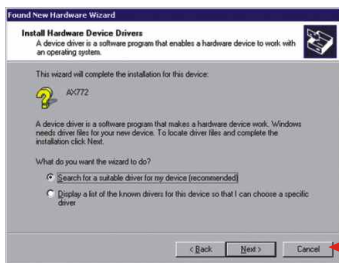 Found New Hardware Wizard
Install Hardware Device Drivers
A device driver is a software program that enables a hardware device to work with
an operating system.
This wizard will complete the installation for this device:
AX772
A device driver is a software program that makes a hardware device work. Windows
needs driver files for your new device. To locate driver files and complete the
installation click Next.
What do you want the wizard to do?
Search for a suitable driver for my device (recommended)
Display a list of the known drivers for this device so that I can choose a specific
driver
< Back
Next >
Cancel